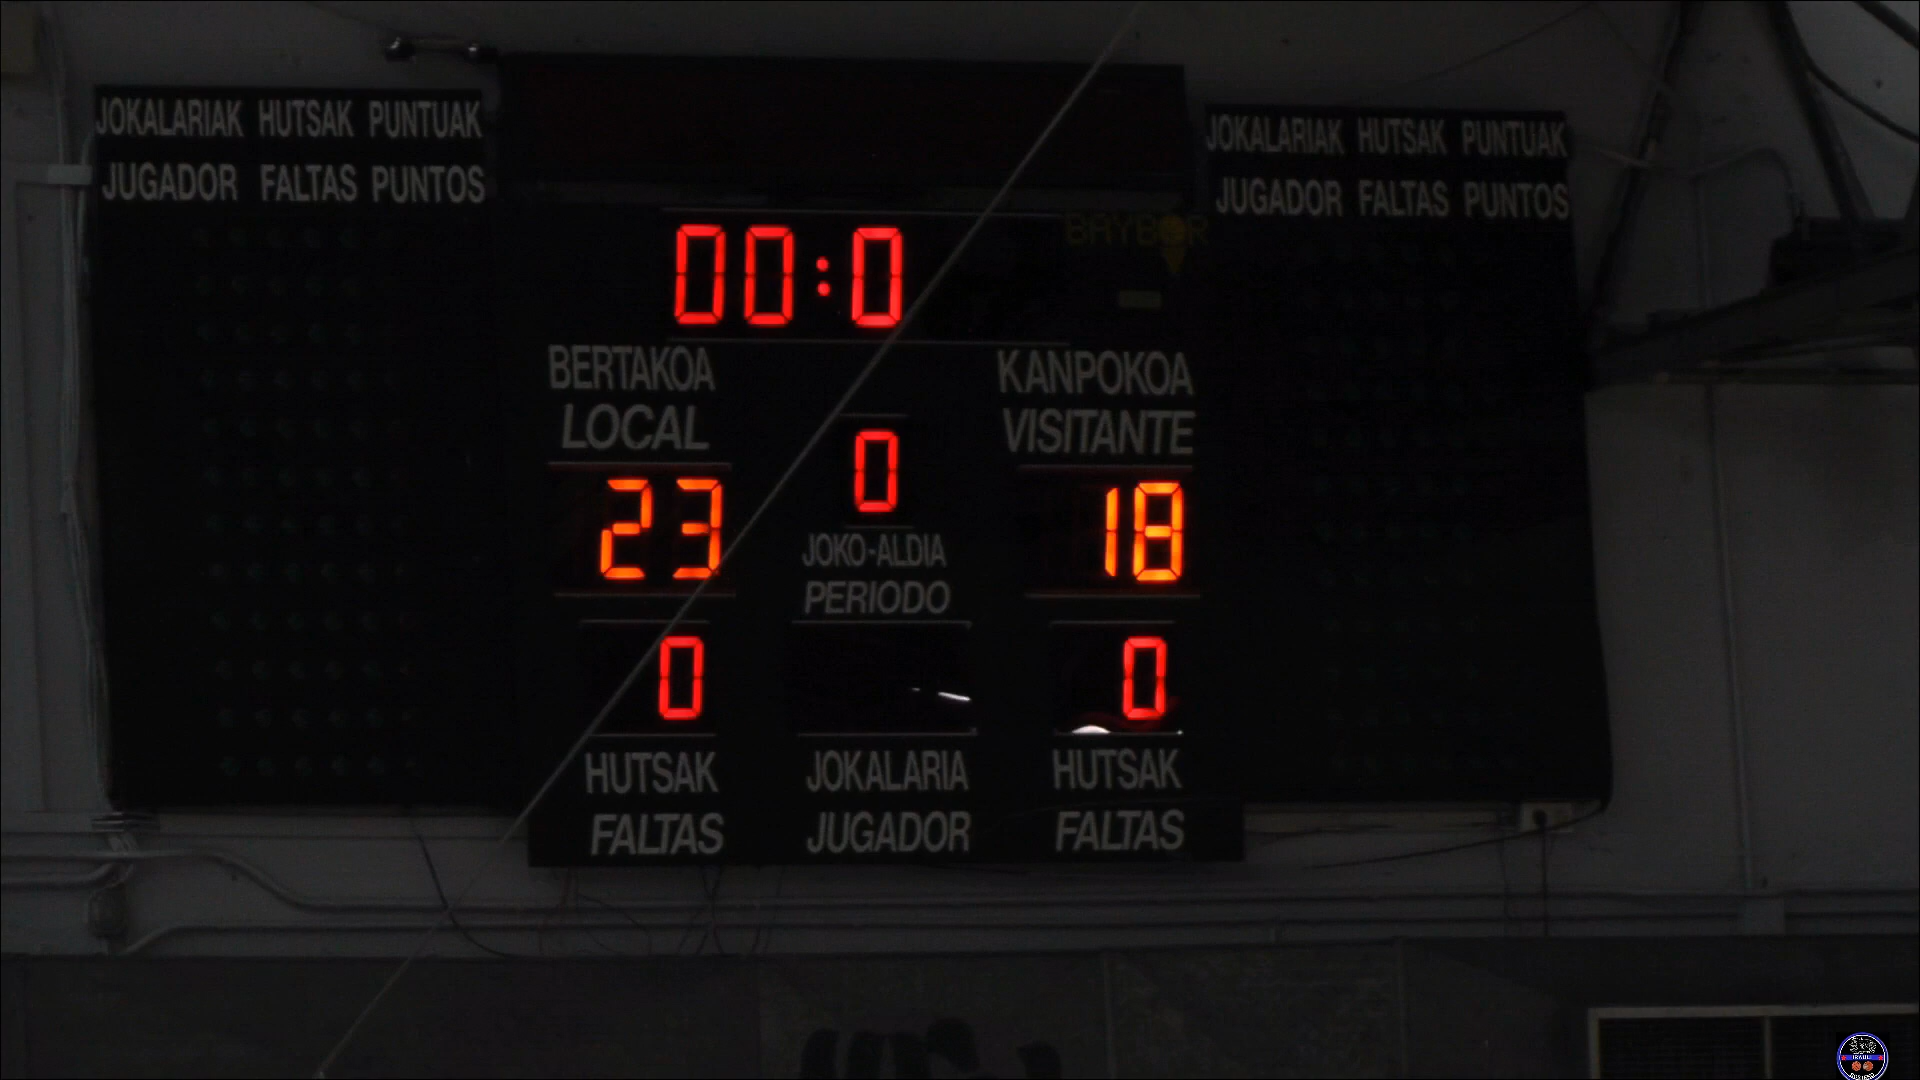 JOKALARIAK HUTSAK PUNTUAK
JUGADOR FALTAS PUNTOS
JOKALARIAK HUTSAK PUNTUAK
JUGADOR FALTAS PUNTOS
00:0
BAYBOR
BERTAKOA
LOCAL
KANPOKOA
VISITANTE
0
23
18
JOKO-ALDIA
PERIODO
0
0
HUTSAK
FALTAS
JOKALARIA
JUGADOR
HUTSAK
FALTAS